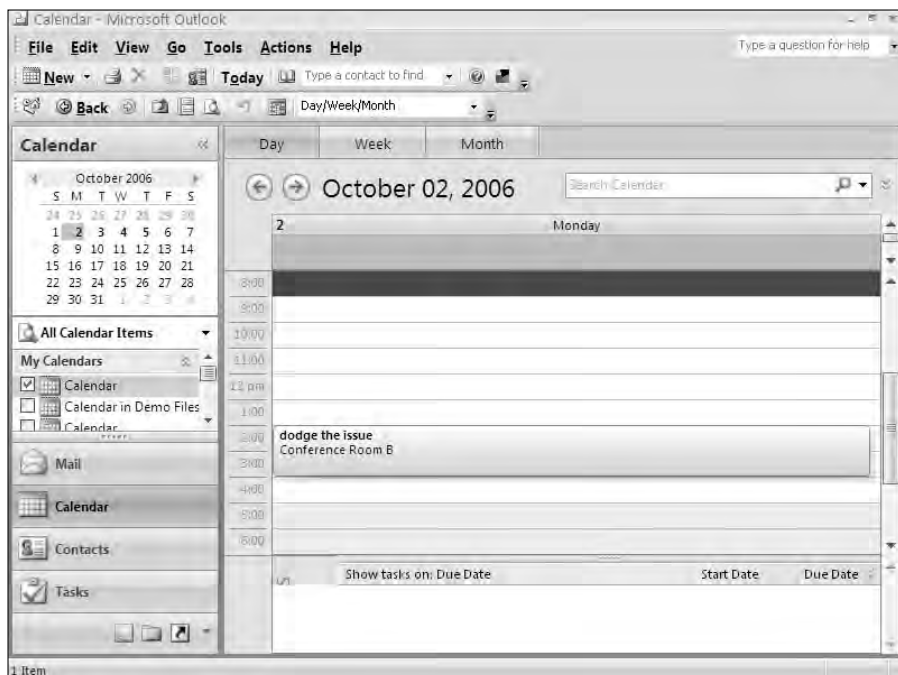 Calendar - Microsoft Outlook
File Edit View Go Tools Actions Help
Type a question for help
New Today Type a contact to find
Back Day/Week/Month
Calendar
Day Week Month
October 2006
S M T W T F S
24 25 26 27 28 29 30
1 2 3 4 5 6 7
8 9 10 11 12 13 14
15 16 17 18 19 20 21
22 23 24 25 26 27 28
29 30 31 1 2 3 4
October 02, 2006
Search Calendar
2 Monday
All Calendar Items
My Calendars
Calendar
Calendar in Demo Files
Calendar
Mail
Calendar
Contacts
Tasks
8:00
9:00
10:00
11:00
12 pm
1:00
2:00
3:00
4:00
5:00
6:00
dodge the issue
Conference Room B
Show tasks on: Due Date Start Date Due Date
1 Item